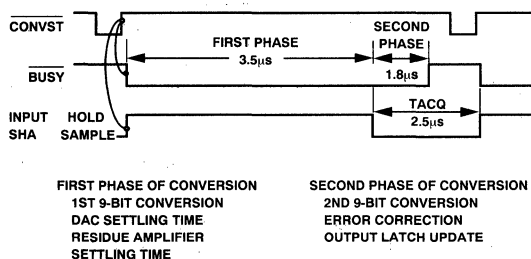 CONVST
SECOND
FIRST PHASE
PHASE
3.5µs
1.8µs
BUSY
TACQ
2.5µs
INPUT HOLD
SHA SAMPLE
FIRST PHASE OF CONVERSION
1ST 9-BIT CONVERSION
DAC SETTLING TIME
RESIDUE AMPLIFIER
SETTLING TIME
SECOND PHASE OF CONVERSION
2ND 9-BIT CONVERSION
ERROR CORRECTION
OUTPUT LATCH UPDATE